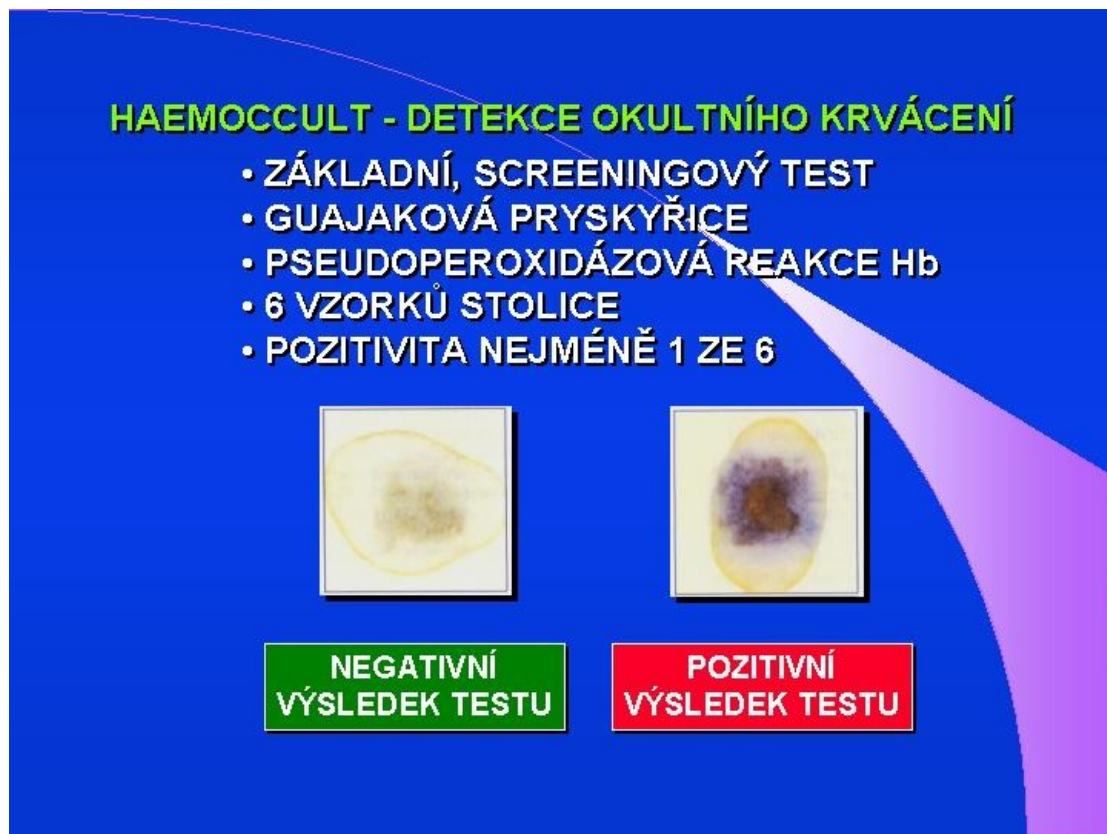 HAEMOCCULT - DETEKCE OKULTNÍHO KRVÁCENÍ
• ZÁKLADNÍ, SCREENINGOVÝ TEST
• GUAJAKOVÁ PRYSKYŘICE
• PSEUDOPEROXIDÁZOVÁ REAKCE Hb
• 6 VZORKŮ STOLICE
• POZITIVITA NEJMÉNĚ 1 ZE 6
NEGATIVNÍ
VÝSLEDEK TESTU
POZITIVNÍ
VÝSLEDEK TESTU